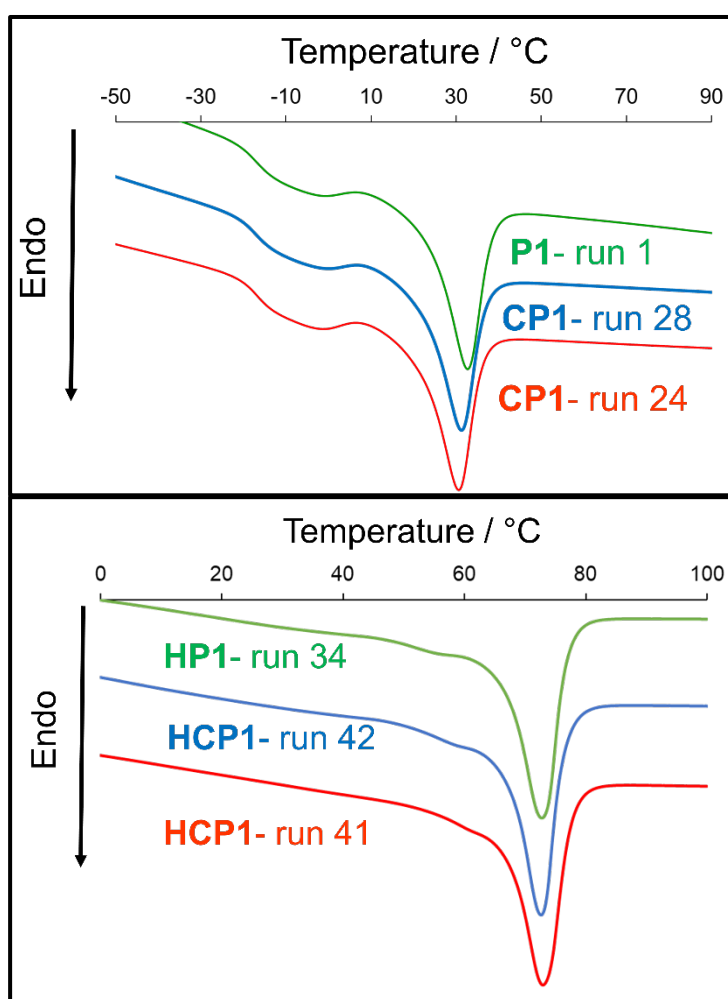 Temperature / °C
-50 -30 -10 10 30 50 70 90
Endo
P1- run 1
CP1- run 28
CP1- run 24
Temperature / °C
0 20 40 60 80 100
Endo
HP1- run 34
HCP1- run 42
HCP1- run 41